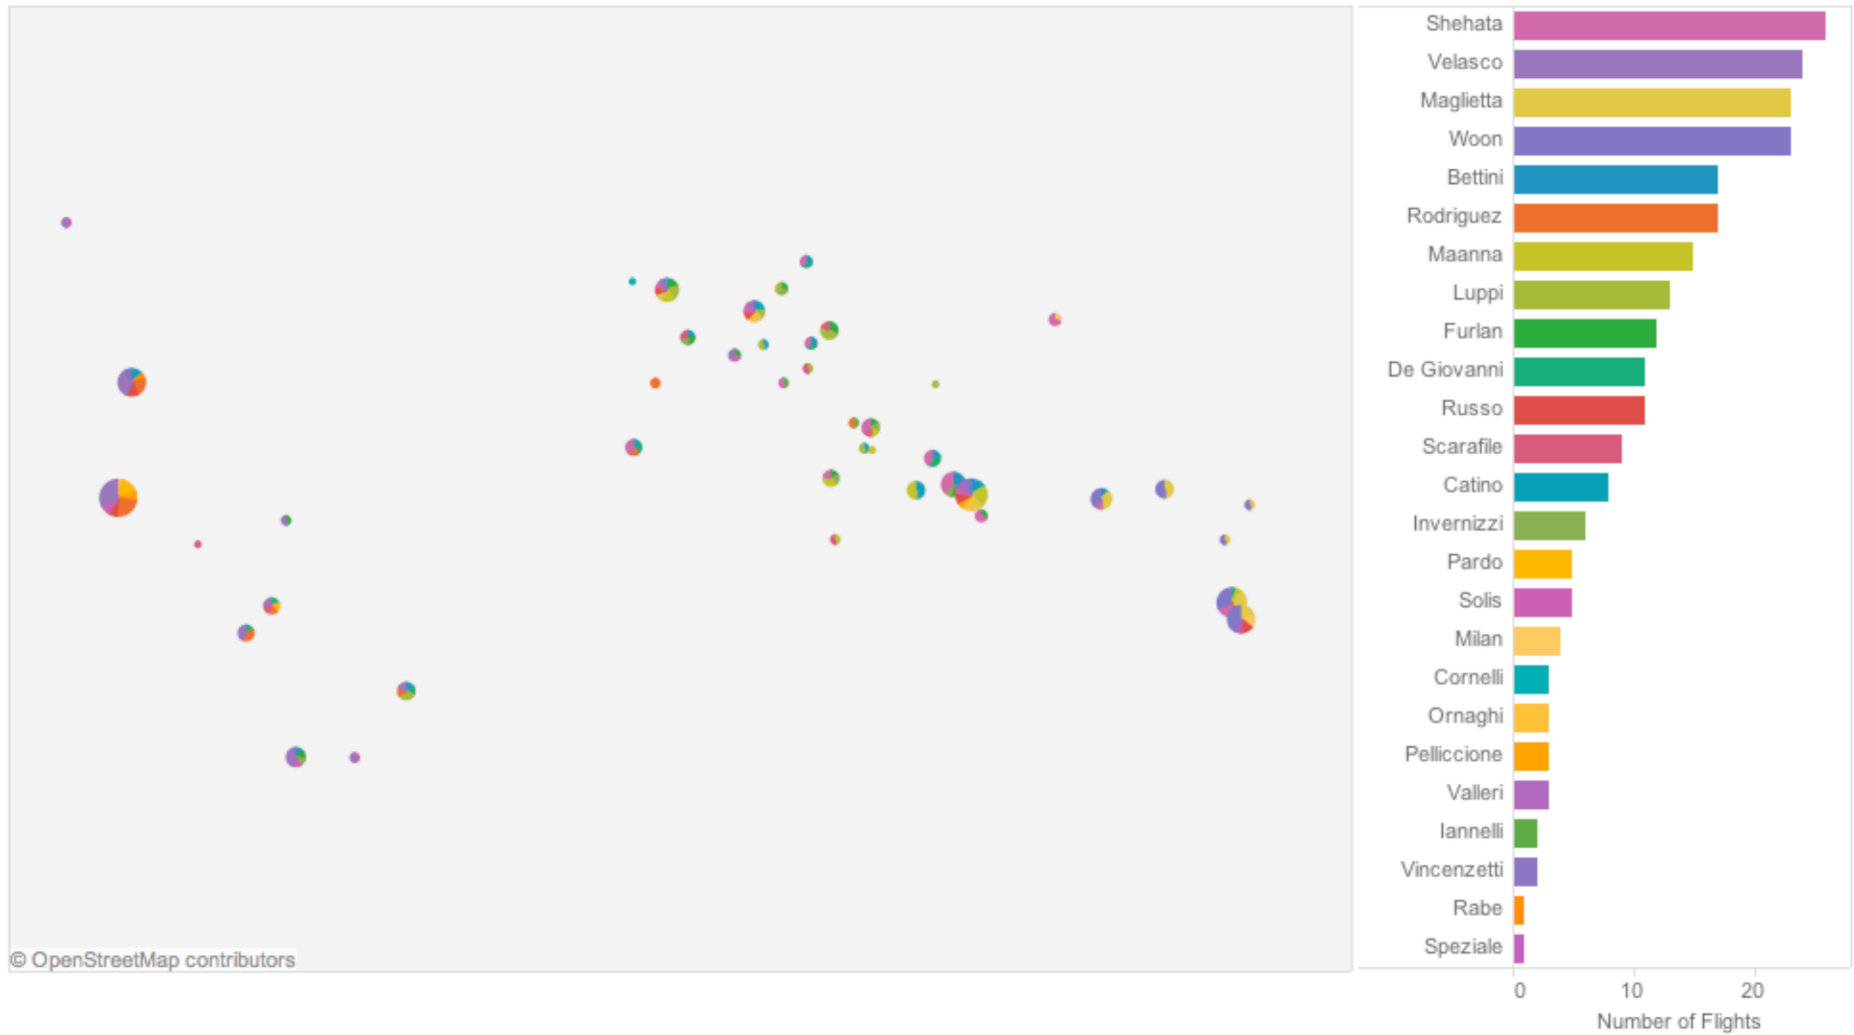 Shehata
Velasco
Maglietta
Woon
Bettini
Rodriguez
Maanna
Luppi
Furlan
De Giovanni
Russo
Scarafile
Catino
Invernizzi
Pardo
Solis
Milan
Cornelli
Ornaghi
Pelliccione
Valleri
Iannelli
Vincenzetti
Rabe
Speziale
© OpenStreetMap contributors
0 10 20
Number of Flights